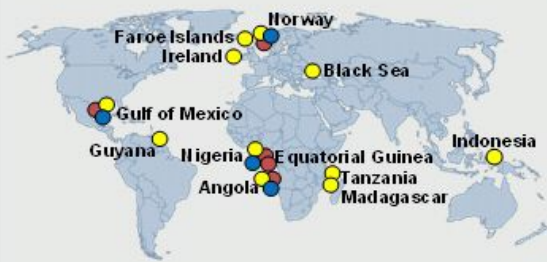 Norway
Faroe Islands
Ireland
Black Sea
Gulf of Mexico
Guyana
Nigeria
Equatorial Guinea
Indonesia
Tanzania
Angola
Madagascar